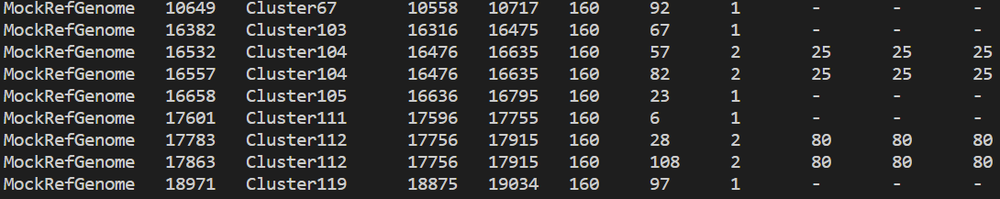 MockRefGenome 10649 Cluster67 10558 10717 160 92 1 - - -
MockRefGenome 16382 Cluster103 16316 16475 160 67 1 - - -
MockRefGenome 16532 Cluster104 16476 16635 160 57 2 25 25 25
MockRefGenome 16557 Cluster104 16476 16635 160 82 2 25 25 25
MockRefGenome 16658 Cluster105 16636 16795 160 23 1 - - -
MockRefGenome 17601 Cluster111 17596 17755 160 6 1 - - -
MockRefGenome 17783 Cluster112 17756 17915 160 28 2 80 80 80
MockRefGenome 17863 Cluster112 17756 17915 160 108 2 80 80 80
MockRefGenome 18971 Cluster119 18875 19034 160 97 1 - - -